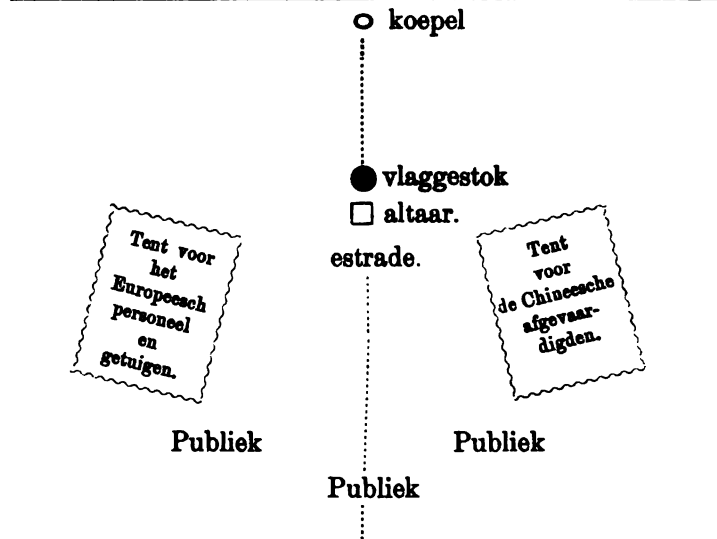 koepel
vlaggestok
altaar.
estrade.
Tent voor
het
Europeesch
personeel
en
getuigen.
Tent
voor
de Chineesche
afgevaar-
digden.
Publiek
Publiek
Publiek